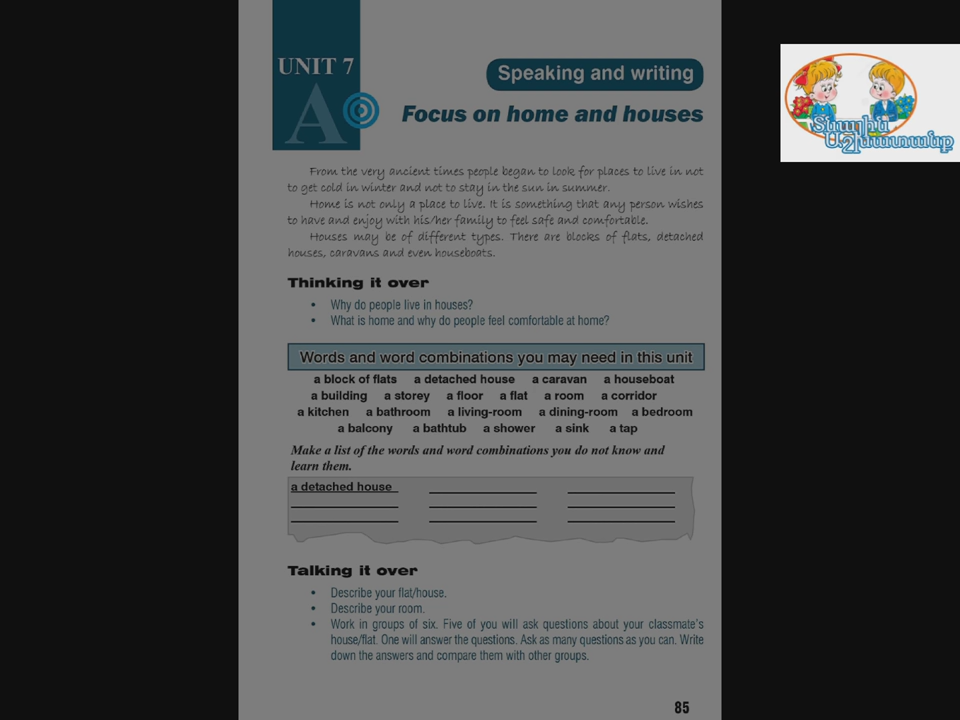 UNIT 7
A
Speaking and writing
Focus on home and houses
From the very ancient times people began to look for places to live in not
to get cold in winter and not to stay in the sun in summer.
Home is not only a place to live. It is something that any person wishes
to have and enjoy with his/her family to feel safe and comfortable.
Houses may be of different types. There are blocks of flats, detached
houses, caravans and even houseboats.
Thinking it over
• Why do people live in houses?
• What is home and why do people feel comfortable at home?
Words and word combinations you may need in this unit
a block of flats a detached house a caravan a houseboat
a building a storey a floor a flat a room a corridor
a kitchen a bathroom a living-room a dining-room a bedroom
a balcony a bathtub a shower a sink a tap
Make a list of the words and word combinations you do not know and
learn them.
a detached house
Talking it over
• Describe your flat/house.
• Describe your room.
• Work in groups of six. Five of you will ask questions about your classmate's
house/flat. One will answer the questions. Ask as many questions as you can. Write
down the answers and compare them with other groups.
85
Տնային
Աշխատանք